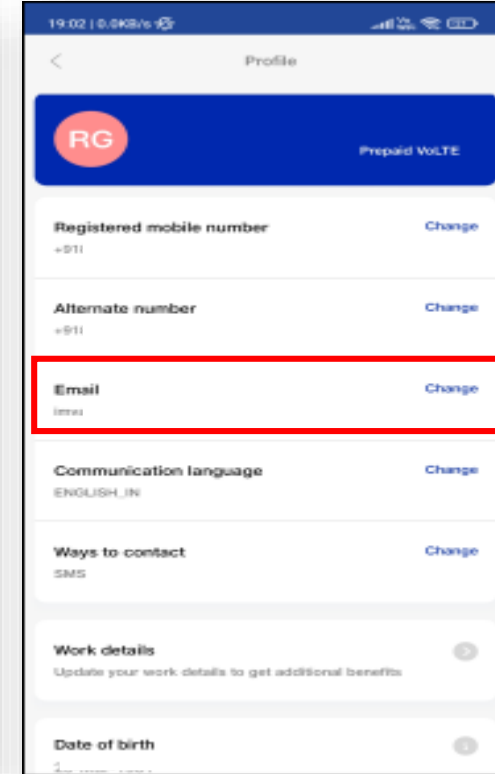 19:02 | 0.0KB/s
Profile
RG
Prepaid VoLTE
Registered mobile number
Change
+91
Alternate number
Change
+91
Email
Change
Communication language
Change
ENGLISH_IN
Ways to contact
Change
SMS
Work details
Update your work details to get additional benefits
Date of birth